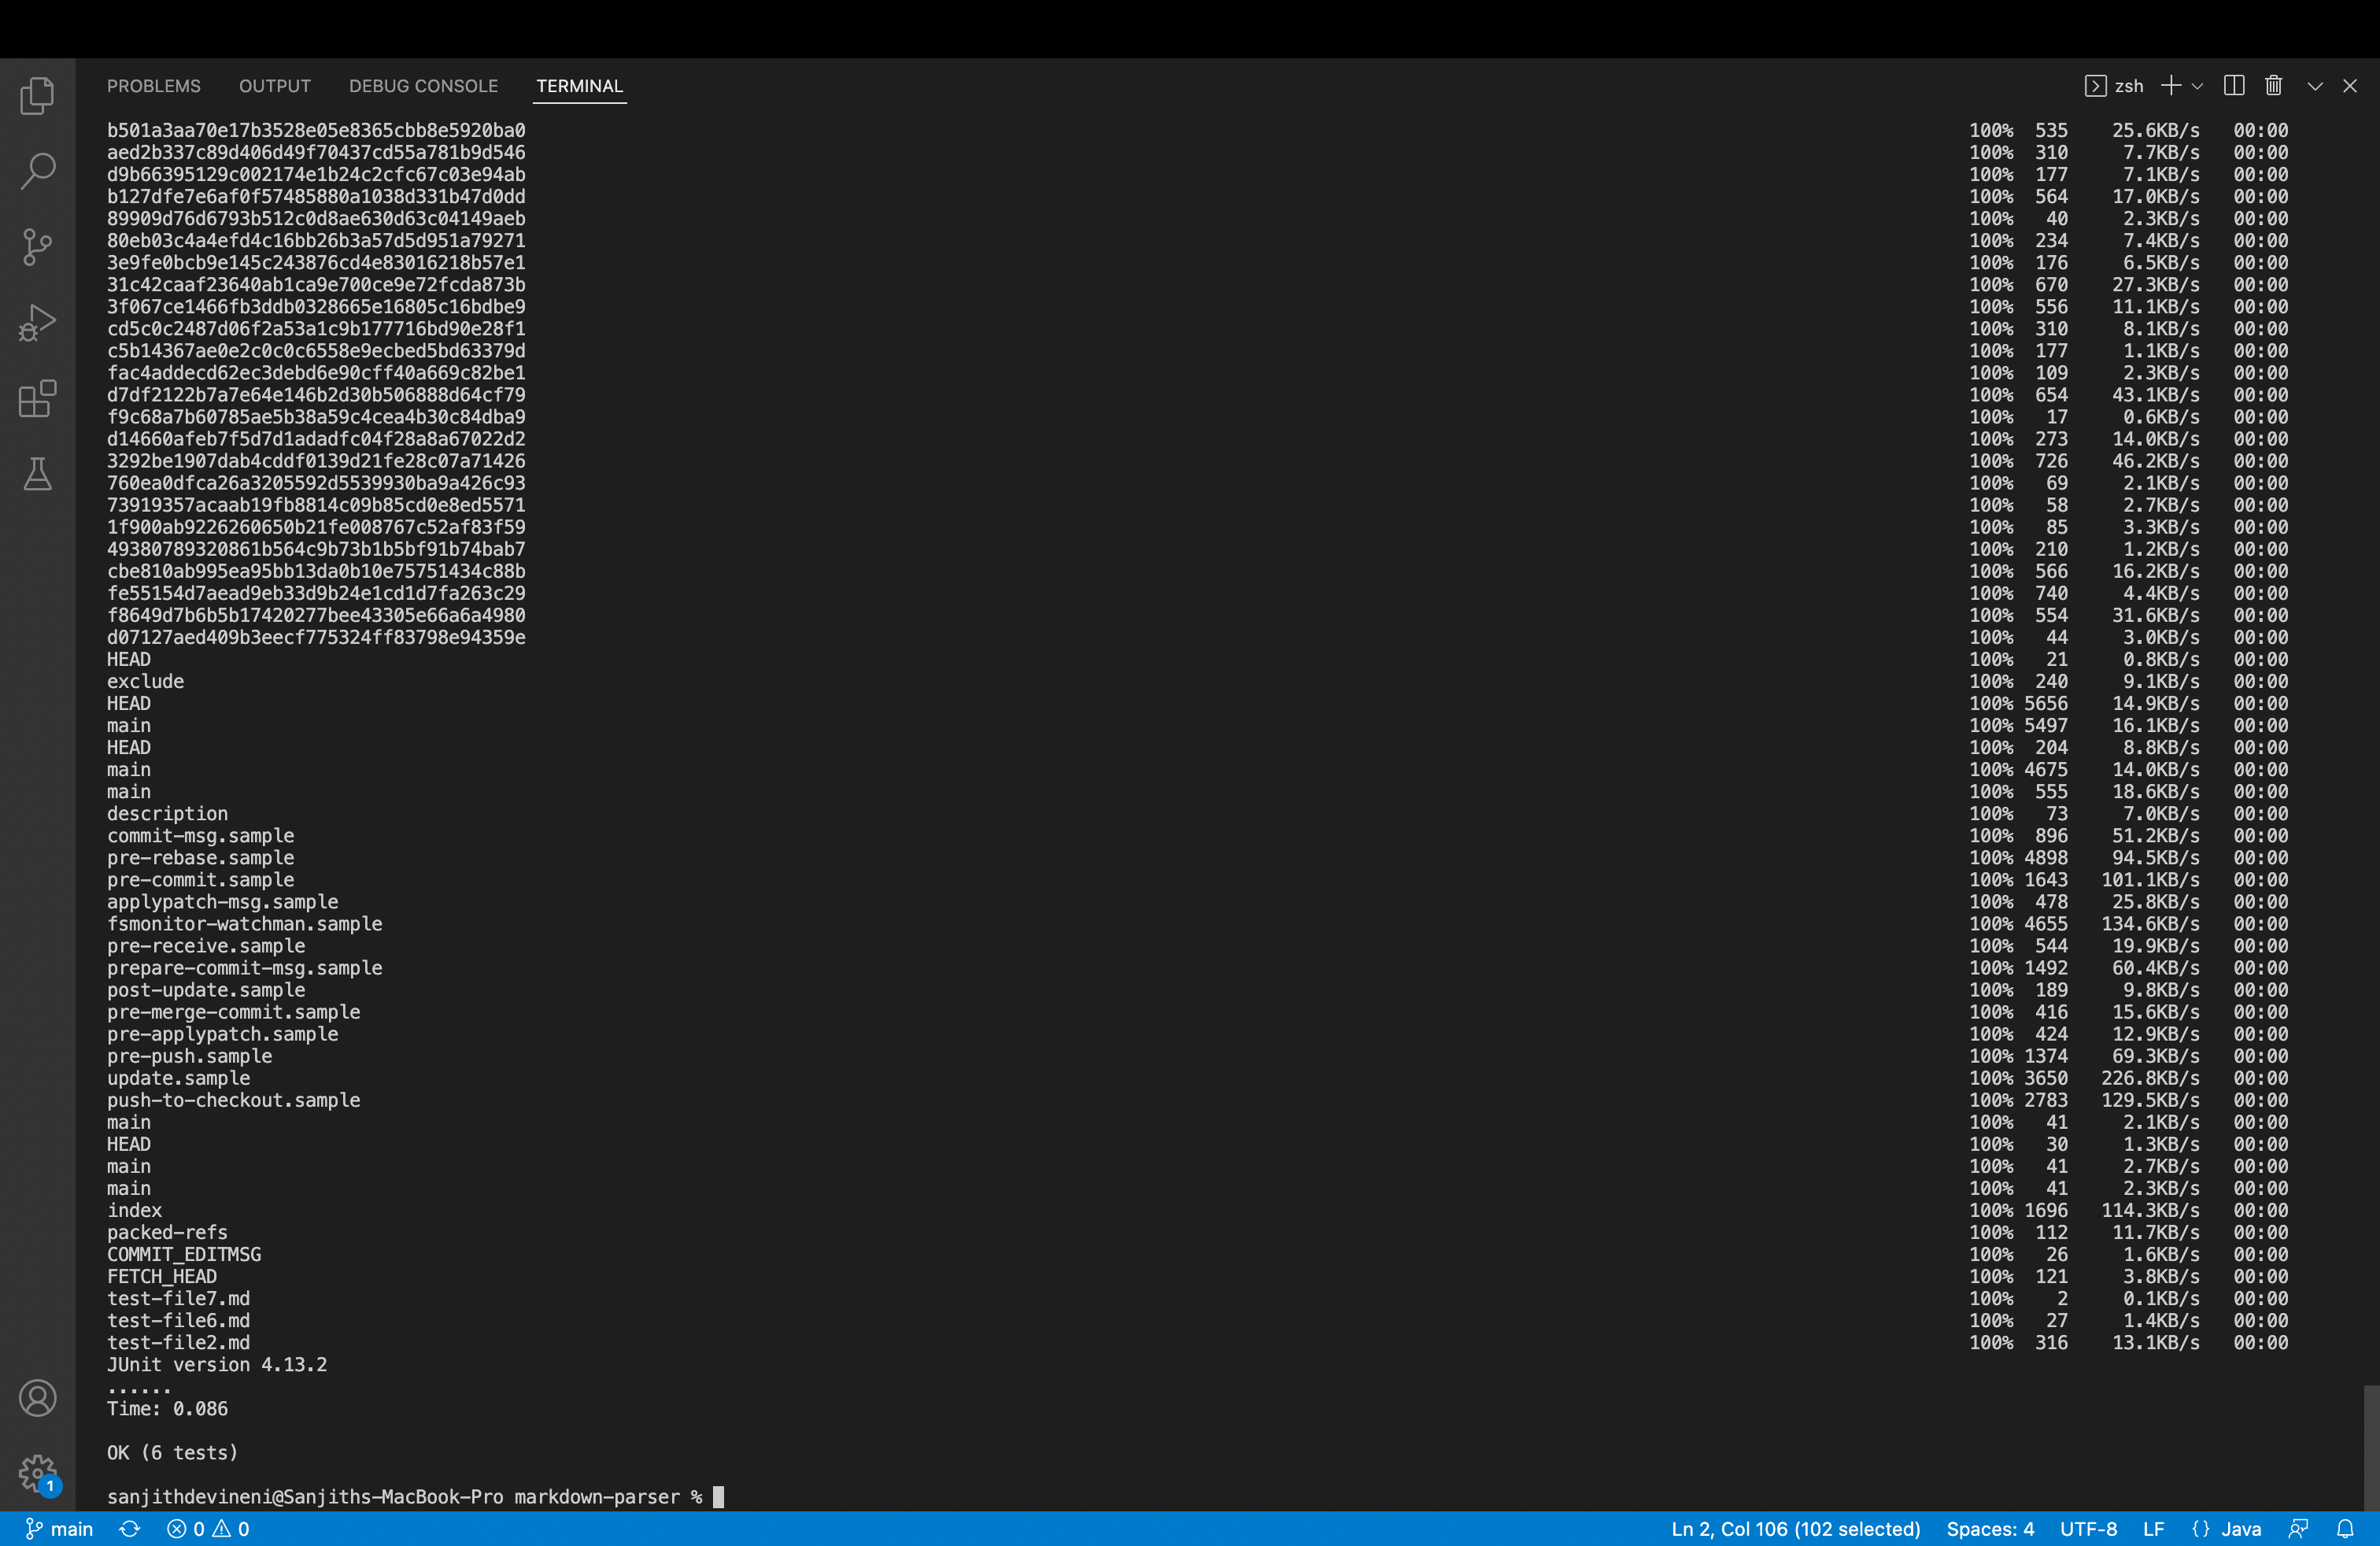 PROBLEMS OUTPUT DEBUG CONSOLE TERMINAL zsh
b501a3aa70e17b3528e05e8365cbb8e5920ba0 100% 535 25.6KB/s 00:00
aed2b337c89d406d49f70437cd55a781b9d546 100% 310 7.7KB/s 00:00
d9b66395129c002174e1b24c2cfc67c03e94ab 100% 177 7.1KB/s 00:00
b127dfe7e6af0f57485880a1038d331b47d0dd 100% 564 17.0KB/s 00:00
89909d76d6793b512c0d8ae630d63c04149aeb 100% 40 2.3KB/s 00:00
80eb03c4a4efd4c16bb26b3a57d5d951a79271 100% 234 7.4KB/s 00:00
3e9fe0bcb9e145c243876cd4e83016218b57e1 100% 176 6.5KB/s 00:00
31c42caaf23640ab1ca9e700ce9e72fcda873b 100% 670 27.3KB/s 00:00
3f067ce1466fb3ddb0328665e16805c16bdbe9 100% 556 11.1KB/s 00:00
cd5c0c2487d06f2a53a1c9b177716bd90e28f1 100% 310 8.1KB/s 00:00
c5b14367ae0e2c0c0c6558e9ecbed5bd63379d 100% 177 1.1KB/s 00:00
fac4addecd62ec3debd6e90cff40a669c82be1 100% 109 2.3KB/s 00:00
d7df2122b7a7e64e146b2d30b506888d64cf79 100% 654 43.1KB/s 00:00
f9c68a7b60785ae5b38a59c4cea4b30c84dba9 100% 17 0.6KB/s 00:00
d14660afeb7f5d7d1adadfc04f28a8a67022d2 100% 273 14.0KB/s 00:00
3292be1907dab4cddf0139d21fe28c07a71426 100% 726 46.2KB/s 00:00
760ea0dfca26a3205592d5539930ba9a426c93 100% 69 2.1KB/s 00:00
73919357acaab19fb8814c09b85cd0e8ed5571 100% 58 2.7KB/s 00:00
1f900ab9226260650b21fe008767c52af83f59 100% 85 3.3KB/s 00:00
49380789320861b564c9b73b1b5bf91b74bab7 100% 210 1.2KB/s 00:00
cbe810ab995ea95bb13da0b10e75751434c88b 100% 566 16.2KB/s 00:00
fe55154d7aead9eb33d9b24e1cd1d7fa263c29 100% 740 4.4KB/s 00:00
f8649d7b6b5b17420277bee43305e66a6a4980 100% 554 31.6KB/s 00:00
d07127aed409b3eecf775324ff83798e94359e 100% 44 3.0KB/s 00:00
HEAD 100% 21 0.8KB/s 00:00
exclude 100% 240 9.1KB/s 00:00
HEAD 100% 5656 14.9KB/s 00:00
main 100% 5497 16.1KB/s 00:00
HEAD 100% 204 8.8KB/s 00:00
main 100% 4675 14.0KB/s 00:00
main 100% 555 18.6KB/s 00:00
description 100% 73 7.0KB/s 00:00
commit-msg.sample 100% 896 51.2KB/s 00:00
pre-rebase.sample 100% 4898 94.5KB/s 00:00
pre-commit.sample 100% 1643 101.1KB/s 00:00
applypatch-msg.sample 100% 478 25.8KB/s 00:00
fsmonitor-watchman.sample 100% 4655 134.6KB/s 00:00
pre-receive.sample 100% 544 19.9KB/s 00:00
prepare-commit-msg.sample 100% 1492 60.4KB/s 00:00
post-update.sample 100% 189 9.8KB/s 00:00
pre-merge-commit.sample 100% 416 15.6KB/s 00:00
pre-applypatch.sample 100% 424 12.9KB/s 00:00
pre-push.sample 100% 1374 69.3KB/s 00:00
update.sample 100% 3650 226.8KB/s 00:00
push-to-checkout.sample 100% 2783 129.5KB/s 00:00
main 100% 41 2.1KB/s 00:00
HEAD 100% 30 1.3KB/s 00:00
main 100% 41 2.7KB/s 00:00
main 100% 41 2.3KB/s 00:00
index 100% 1696 114.3KB/s 00:00
packed-refs 100% 112 11.7KB/s 00:00
COMMIT_EDITMSG 100% 26 1.6KB/s 00:00
FETCH_HEAD 100% 121 3.8KB/s 00:00
test-file7.md 100% 2 0.1KB/s 00:00
test-file6.md 100% 27 1.4KB/s 00:00
test-file2.md 100% 316 13.1KB/s 00:00
JUnit version 4.13.2
......
Time: 0.086
OK (6 tests)
sanjithdevineni@Sanjiths-MacBook-Pro markdown-parser %
1
main 0 0 Ln 2, Col 106 (102 selected) Spaces: 4 UTF-8 LF {} Java